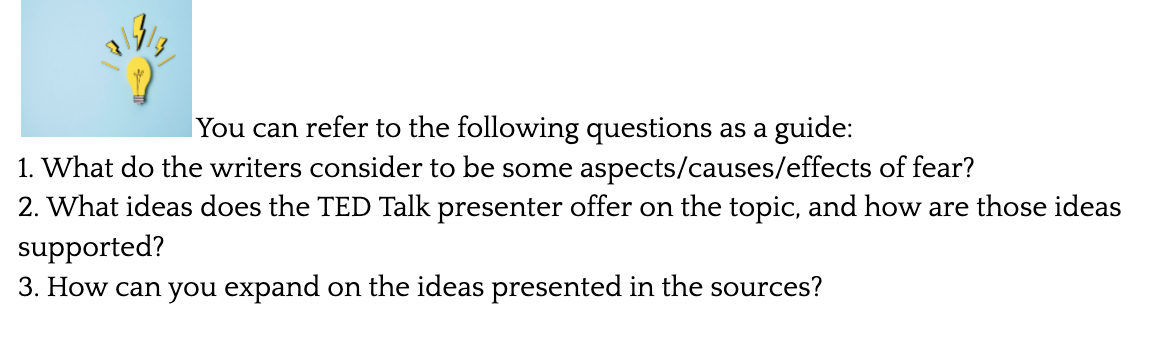 You can refer to the following questions as a guide:
1. What do the writers consider to be some aspects/causes/effects of fear?
2. What ideas does the TED Talk presenter offer on the topic, and how are those ideas
supported?
3. How can you expand on the ideas presented in the sources?